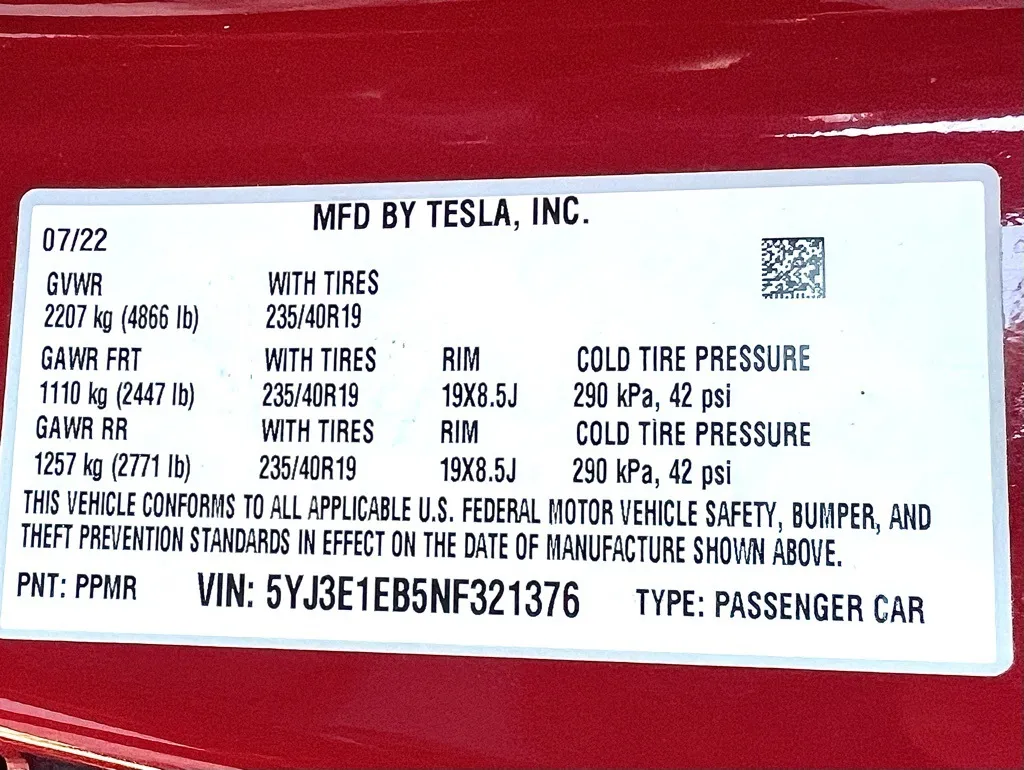 MFD BY TESLA, INC.
07/22
GVWR WITH TIRES
2207 kg (4866 lb) 235/40R19
GAWR FRT WITH TIRES RIM COLD TIRE PRESSURE
1110 kg (2447 lb) 235/40R19 19X8.5J 290 kPa, 42 psi
GAWR RR WITH TIRES RIM COLD TIRE PRESSURE
1257 kg (2771 lb) 235/40R19 19X8.5J 290 kPa, 42 psi
THIS VEHICLE CONFORMS TO ALL APPLICABLE U.S. FEDERAL MOTOR VEHICLE SAFETY, BUMPER, AND
THEFT PREVENTION STANDARDS IN EFFECT ON THE DATE OF MANUFACTURE SHOWN ABOVE.
PNT: PPMR VIN: 5YJ3E1EB5NF321376 TYPE: PASSENGER CAR